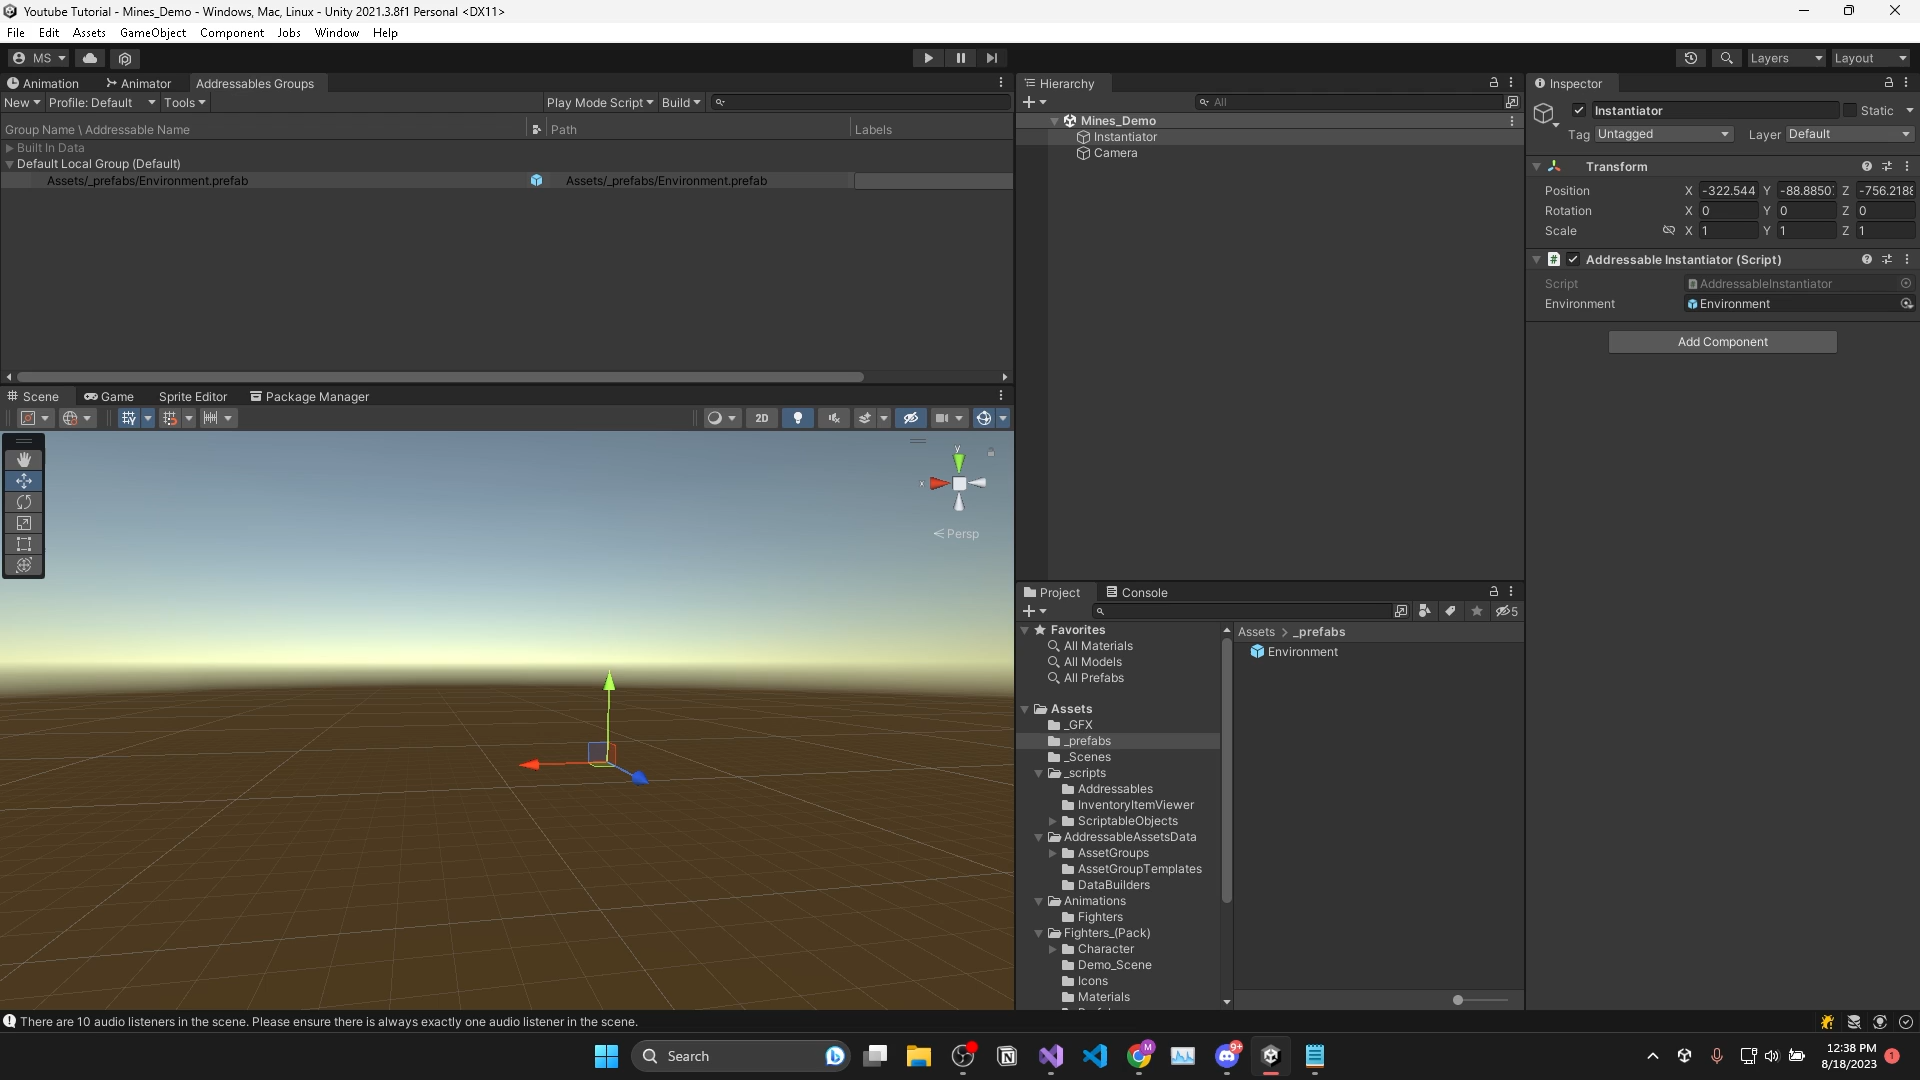 Youtube Tutorial - Mines_Demo - Windows, Mac, Linux - Unity 2021.3.8f1 Personal <DX11>
File Edit Assets GameObject Component Jobs Window Help
MS Layers Layout
Animation Animator Addressables Groups
New Profile: Default Tools Play Mode Script Build
Group Name \ Addressable Name Path Labels
Built In Data
Default Local Group (Default)
Assets/_prefabs/Environment.prefab Assets/_prefabs/Environment.prefab
Scene Game Sprite Editor Package Manager
2D
y
x
Persp
Hierarchy
All
Mines_Demo
Instantiator
Camera
Project Console
5
Favorites
All Materials
All Models
All Prefabs
Assets
_GFX
_prefabs
_Scenes
_scripts
Addressables
InventoryItemViewer
ScriptableObjects
AddressableAssetsData
AssetGroups
AssetGroupTemplates
DataBuilders
Animations
Fighters
Fighters_(Pack)
Character
Demo_Scene
Icons
Materials
Assets > _prefabs
Environment
Inspector
Instantiator Static
Tag Untagged Layer Default
Transform
Position X -322.544 Y -88.8850 Z -756.2188
Rotation X 0 Y 0 Z 0
Scale X 1 Y 1 Z 1
# Addressable Instantiator (Script)
Script AddressableInstantiator
Environment Environment
Add Component
There are 10 audio listeners in the scene. Please ensure there is always exactly one audio listener in the scene.
Search
M
9+
12:38 PM
8/18/2023
1